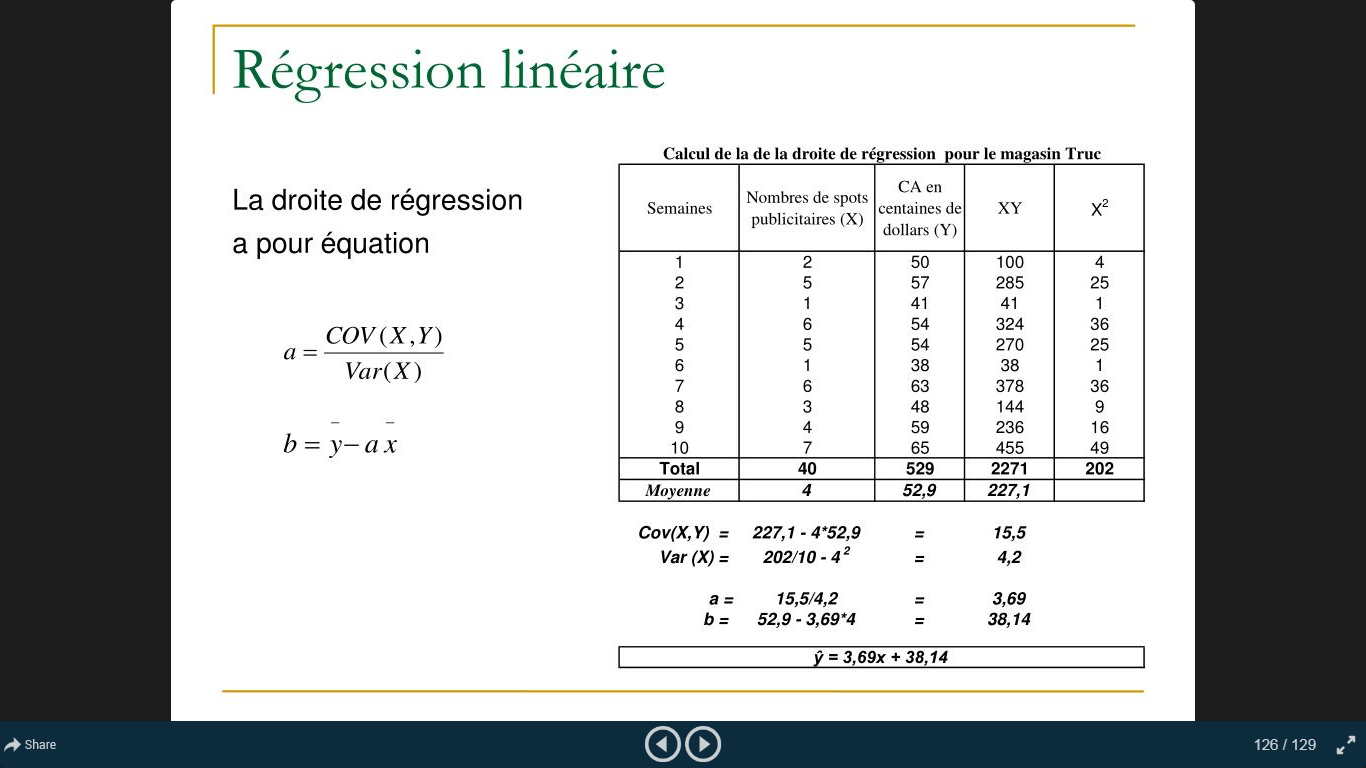 Régression linéaire
La droite de régression
a pour équation
a = COV(X,Y)
Var(X)
b = y̅ − a x̅
Calcul de la de la droite de régression pour le magasin Truc
Semaines Nombres de spots publicitaires (X) CA en centaines de dollars (Y) XY X²
1 2 50 100 4
2 5 57 285 25
3 1 41 41 1
4 6 54 324 36
5 5 54 270 25
6 1 38 38 1
7 6 63 378 36
8 3 48 144 9
9 4 59 236 16
10 7 65 455 49
Total 40 529 2271 202
Moyenne 4 52,9 227,1
Cov(X,Y) = 227,1 - 4*52,9 = 15,5
Var (X) = 202/10 - 4² = 4,2
a = 15,5/4,2 = 3,69
b = 52,9 - 3,69*4 = 38,14
ŷ = 3,69x + 38,14
Share
126 / 129